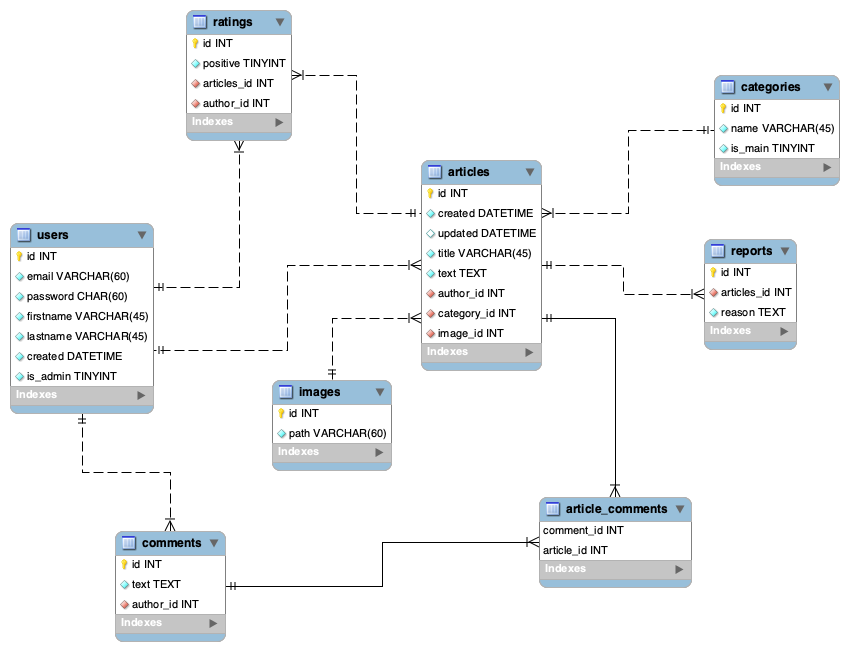 ratings
id INT
positive TINYINT
articles_id INT
author_id INT
Indexes
categories
id INT
name VARCHAR(45)
is_main TINYINT
Indexes
articles
id INT
created DATETIME
updated DATETIME
title VARCHAR(45)
text TEXT
author_id INT
category_id INT
image_id INT
Indexes
users
id INT
email VARCHAR(60)
password CHAR(60)
firstname VARCHAR(45)
lastname VARCHAR(45)
created DATETIME
is_admin TINYINT
Indexes
reports
id INT
articles_id INT
reason TEXT
Indexes
images
id INT
path VARCHAR(60)
Indexes
article_comments
comment_id INT
article_id INT
Indexes
comments
id INT
text TEXT
author_id INT
Indexes